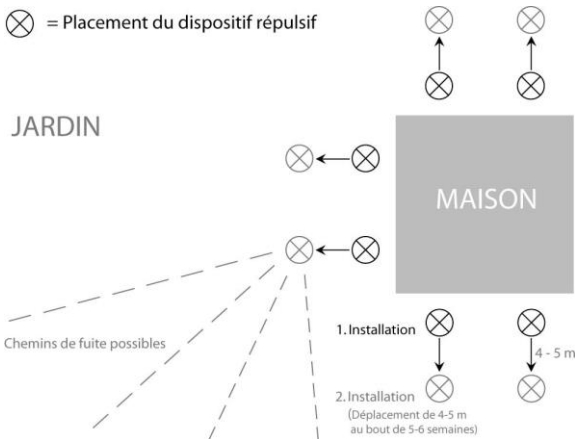 = Placement du dispositif répulsif
JARDIN
MAISON
Chemins de fuite possibles
1. Installation
4 - 5 m
2. Installation
(Déplacement de 4-5 m
au bout de 5-6 semaines)